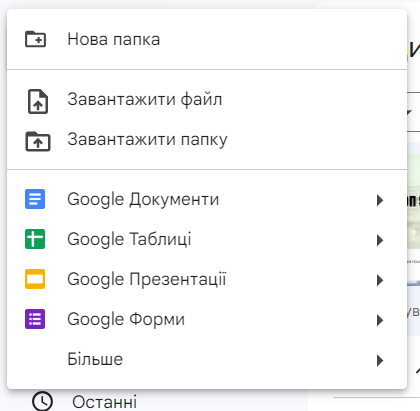 Нова папка
Завантажити файл
Завантажити папку
Google Документи
Google Таблиці
Google Презентації
Google Форми
Більше
Останні